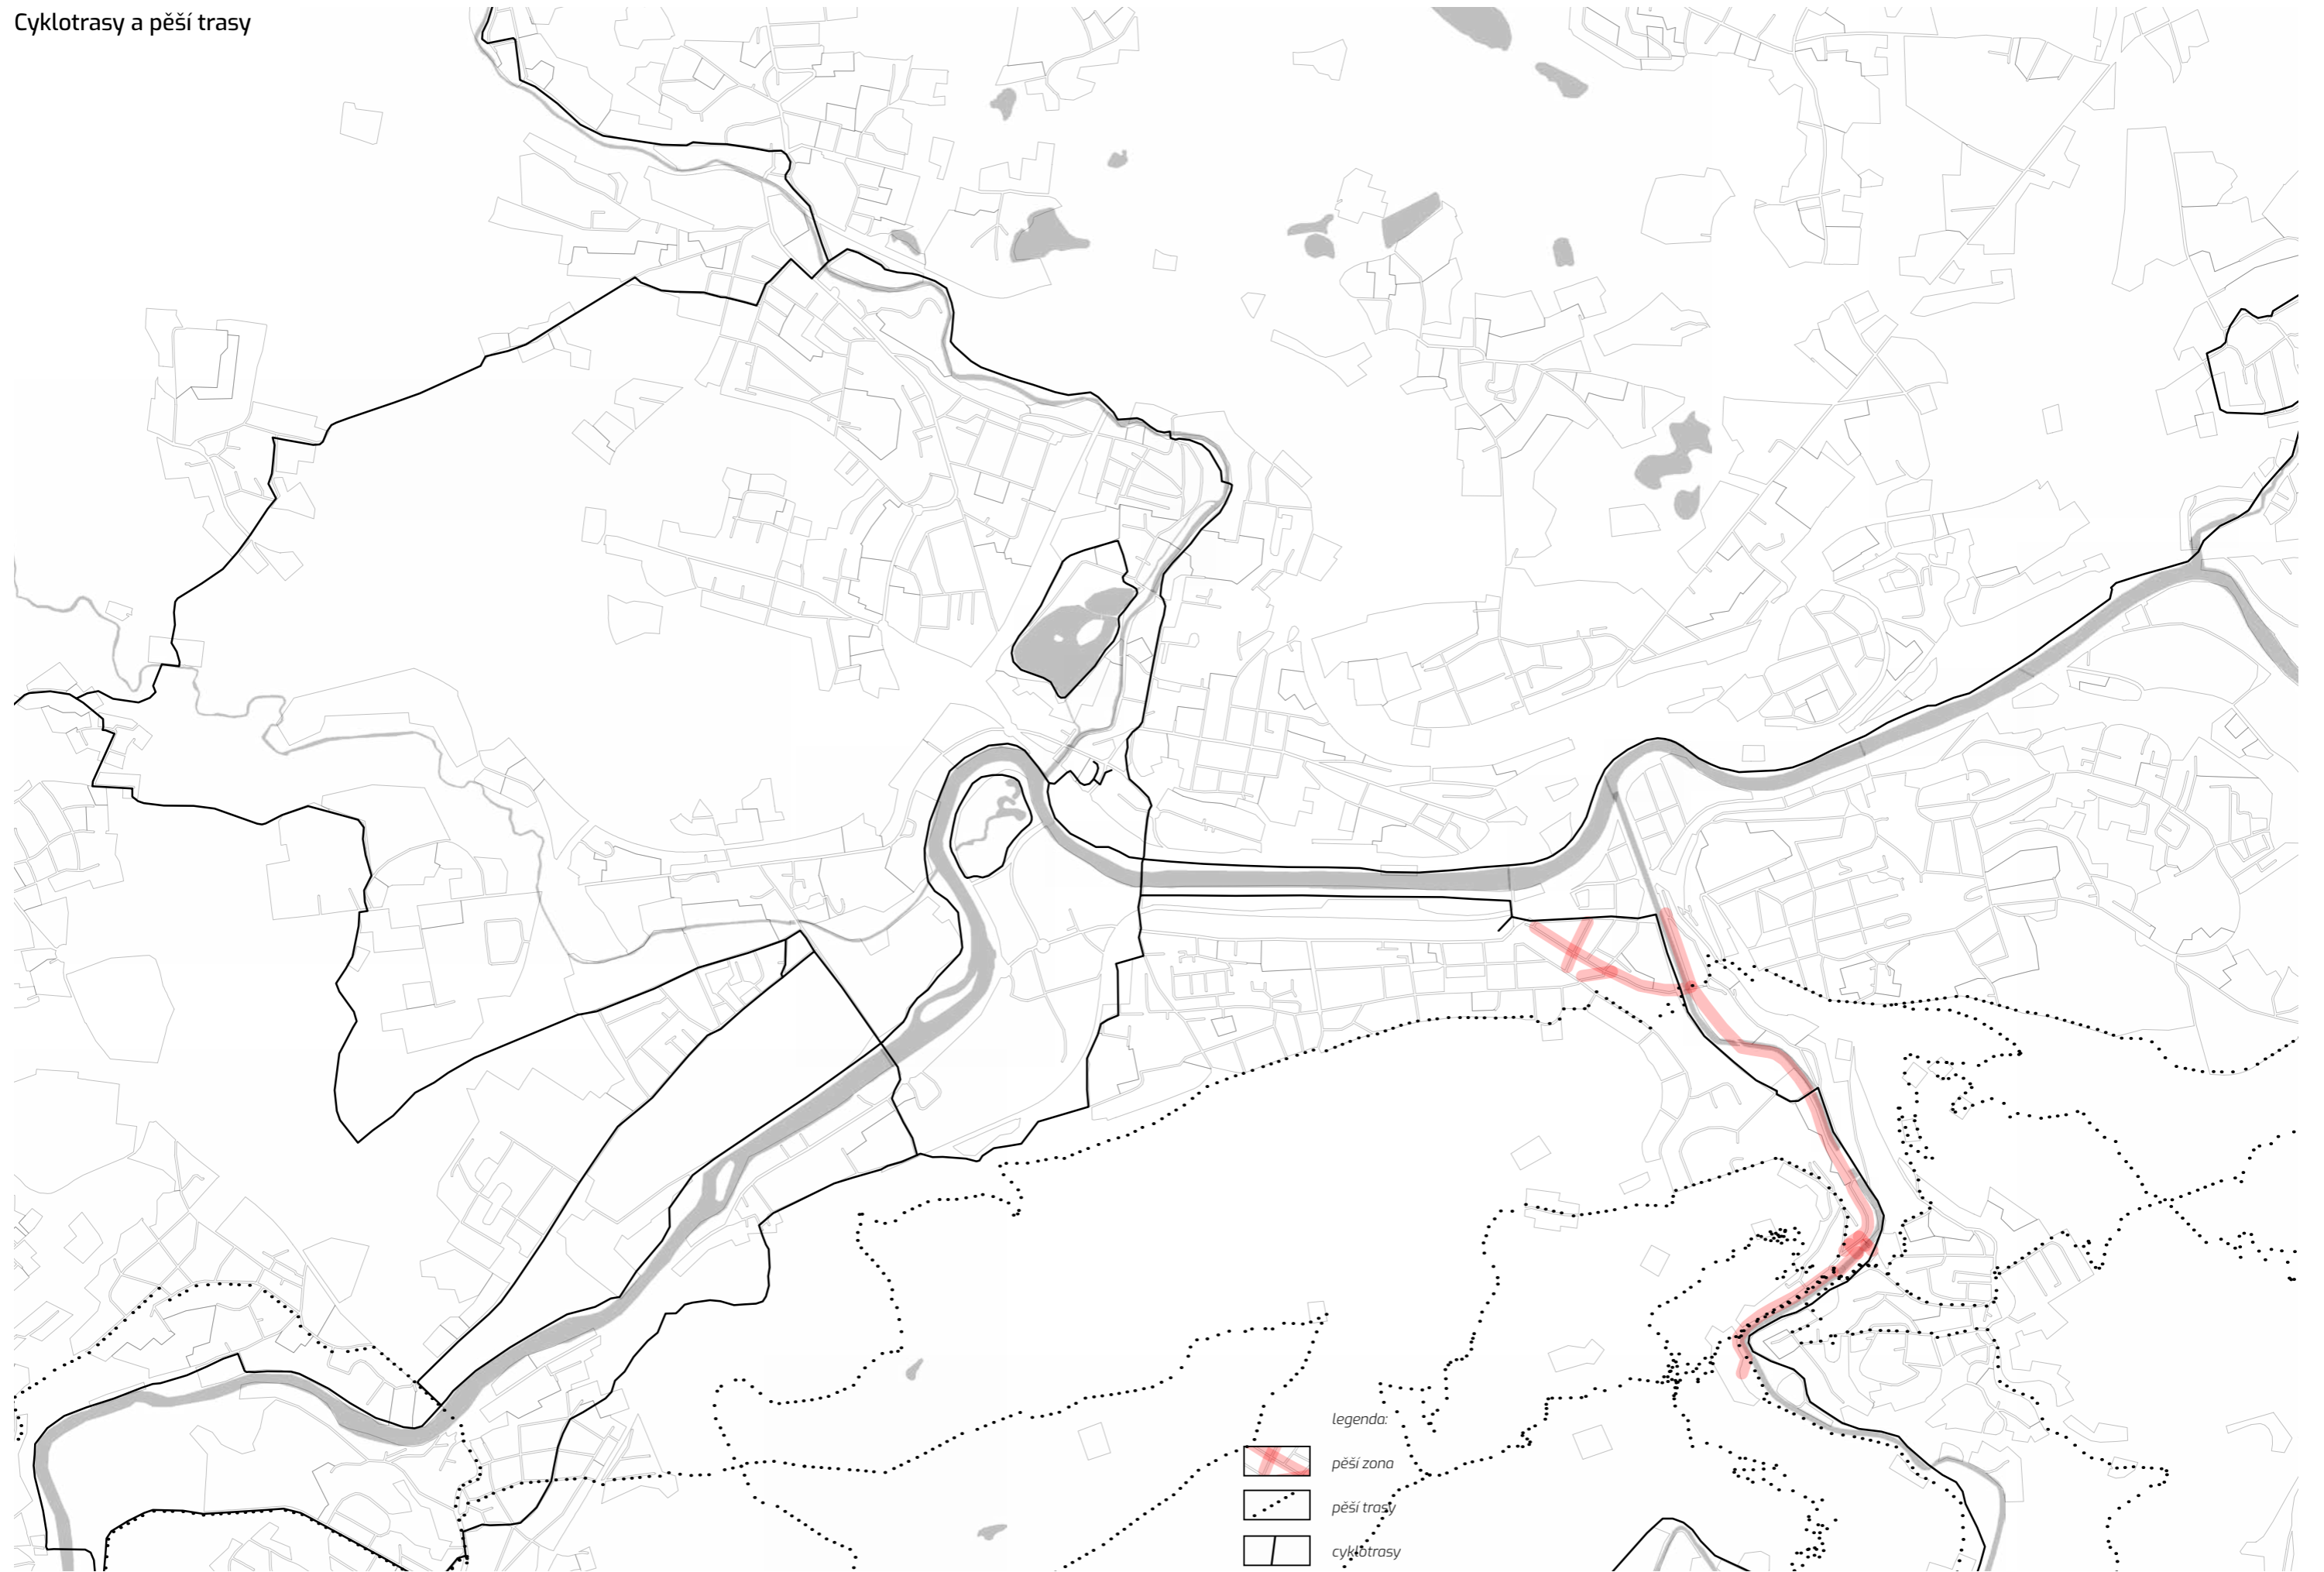 Cyklotrasy a pěší trasy
legenda:
pěší zona
pěší trasy
cyklotrasy